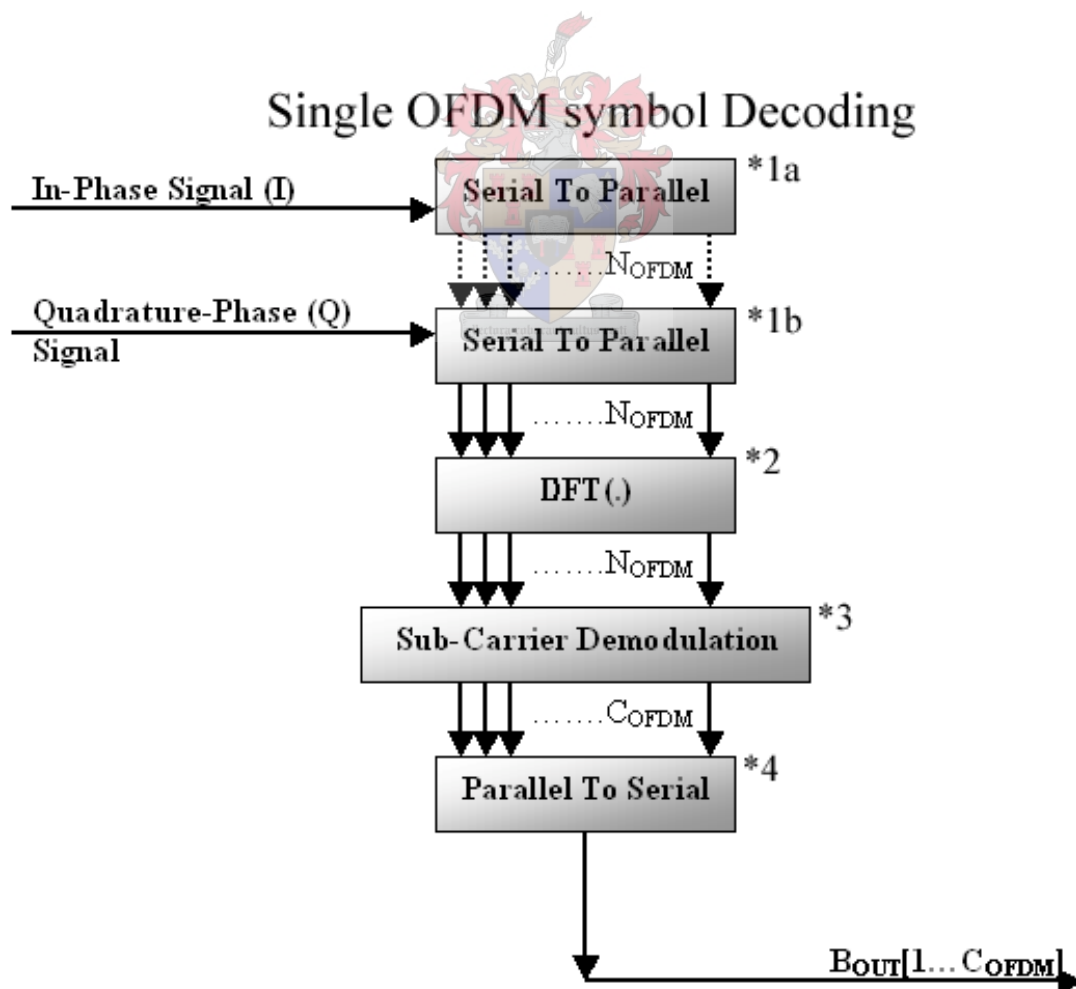 Single OFDM symbol Decoding
*1a
In-Phase Signal (I)
Serial To Parallel
.......NOFDM
Quadrature-Phase (Q)
Signal
*1b
Serial To Parallel
.......NOFDM
*2
DFT(.)
.......NOFDM
*3
Sub-Carrier Demodulation
.......COFDM
*4
Parallel To Serial
BOUT[1... COFDM]